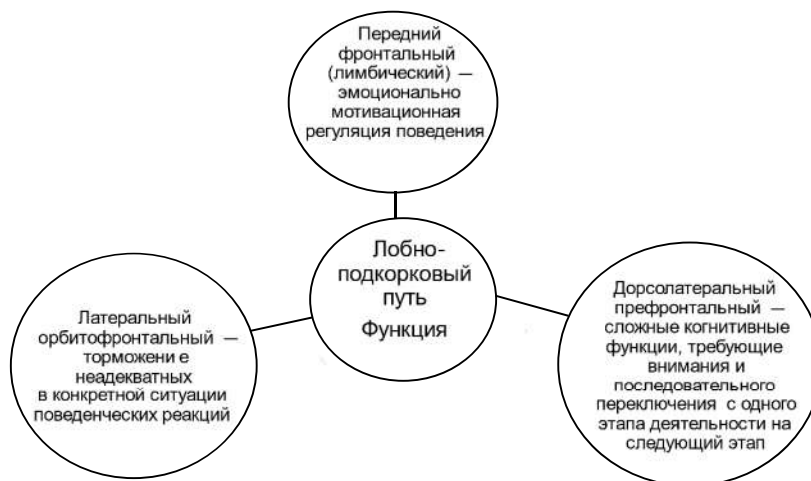 Передний
фронтальный
(лимбический) —
эмоционально
мотивационная
регуляция поведения
Лобно-
подкорковый
путь
Функция
Латеральный
орбитофронтальный —
торможени е
неадекватных
в конкретной ситуации
поведенческих реакций
Дорсолатеральный
префронтальный —
сложные когнитивные
функции, требующие
внимания и
последовательного
переключения с одного
этапа деятельности на
следующий этап